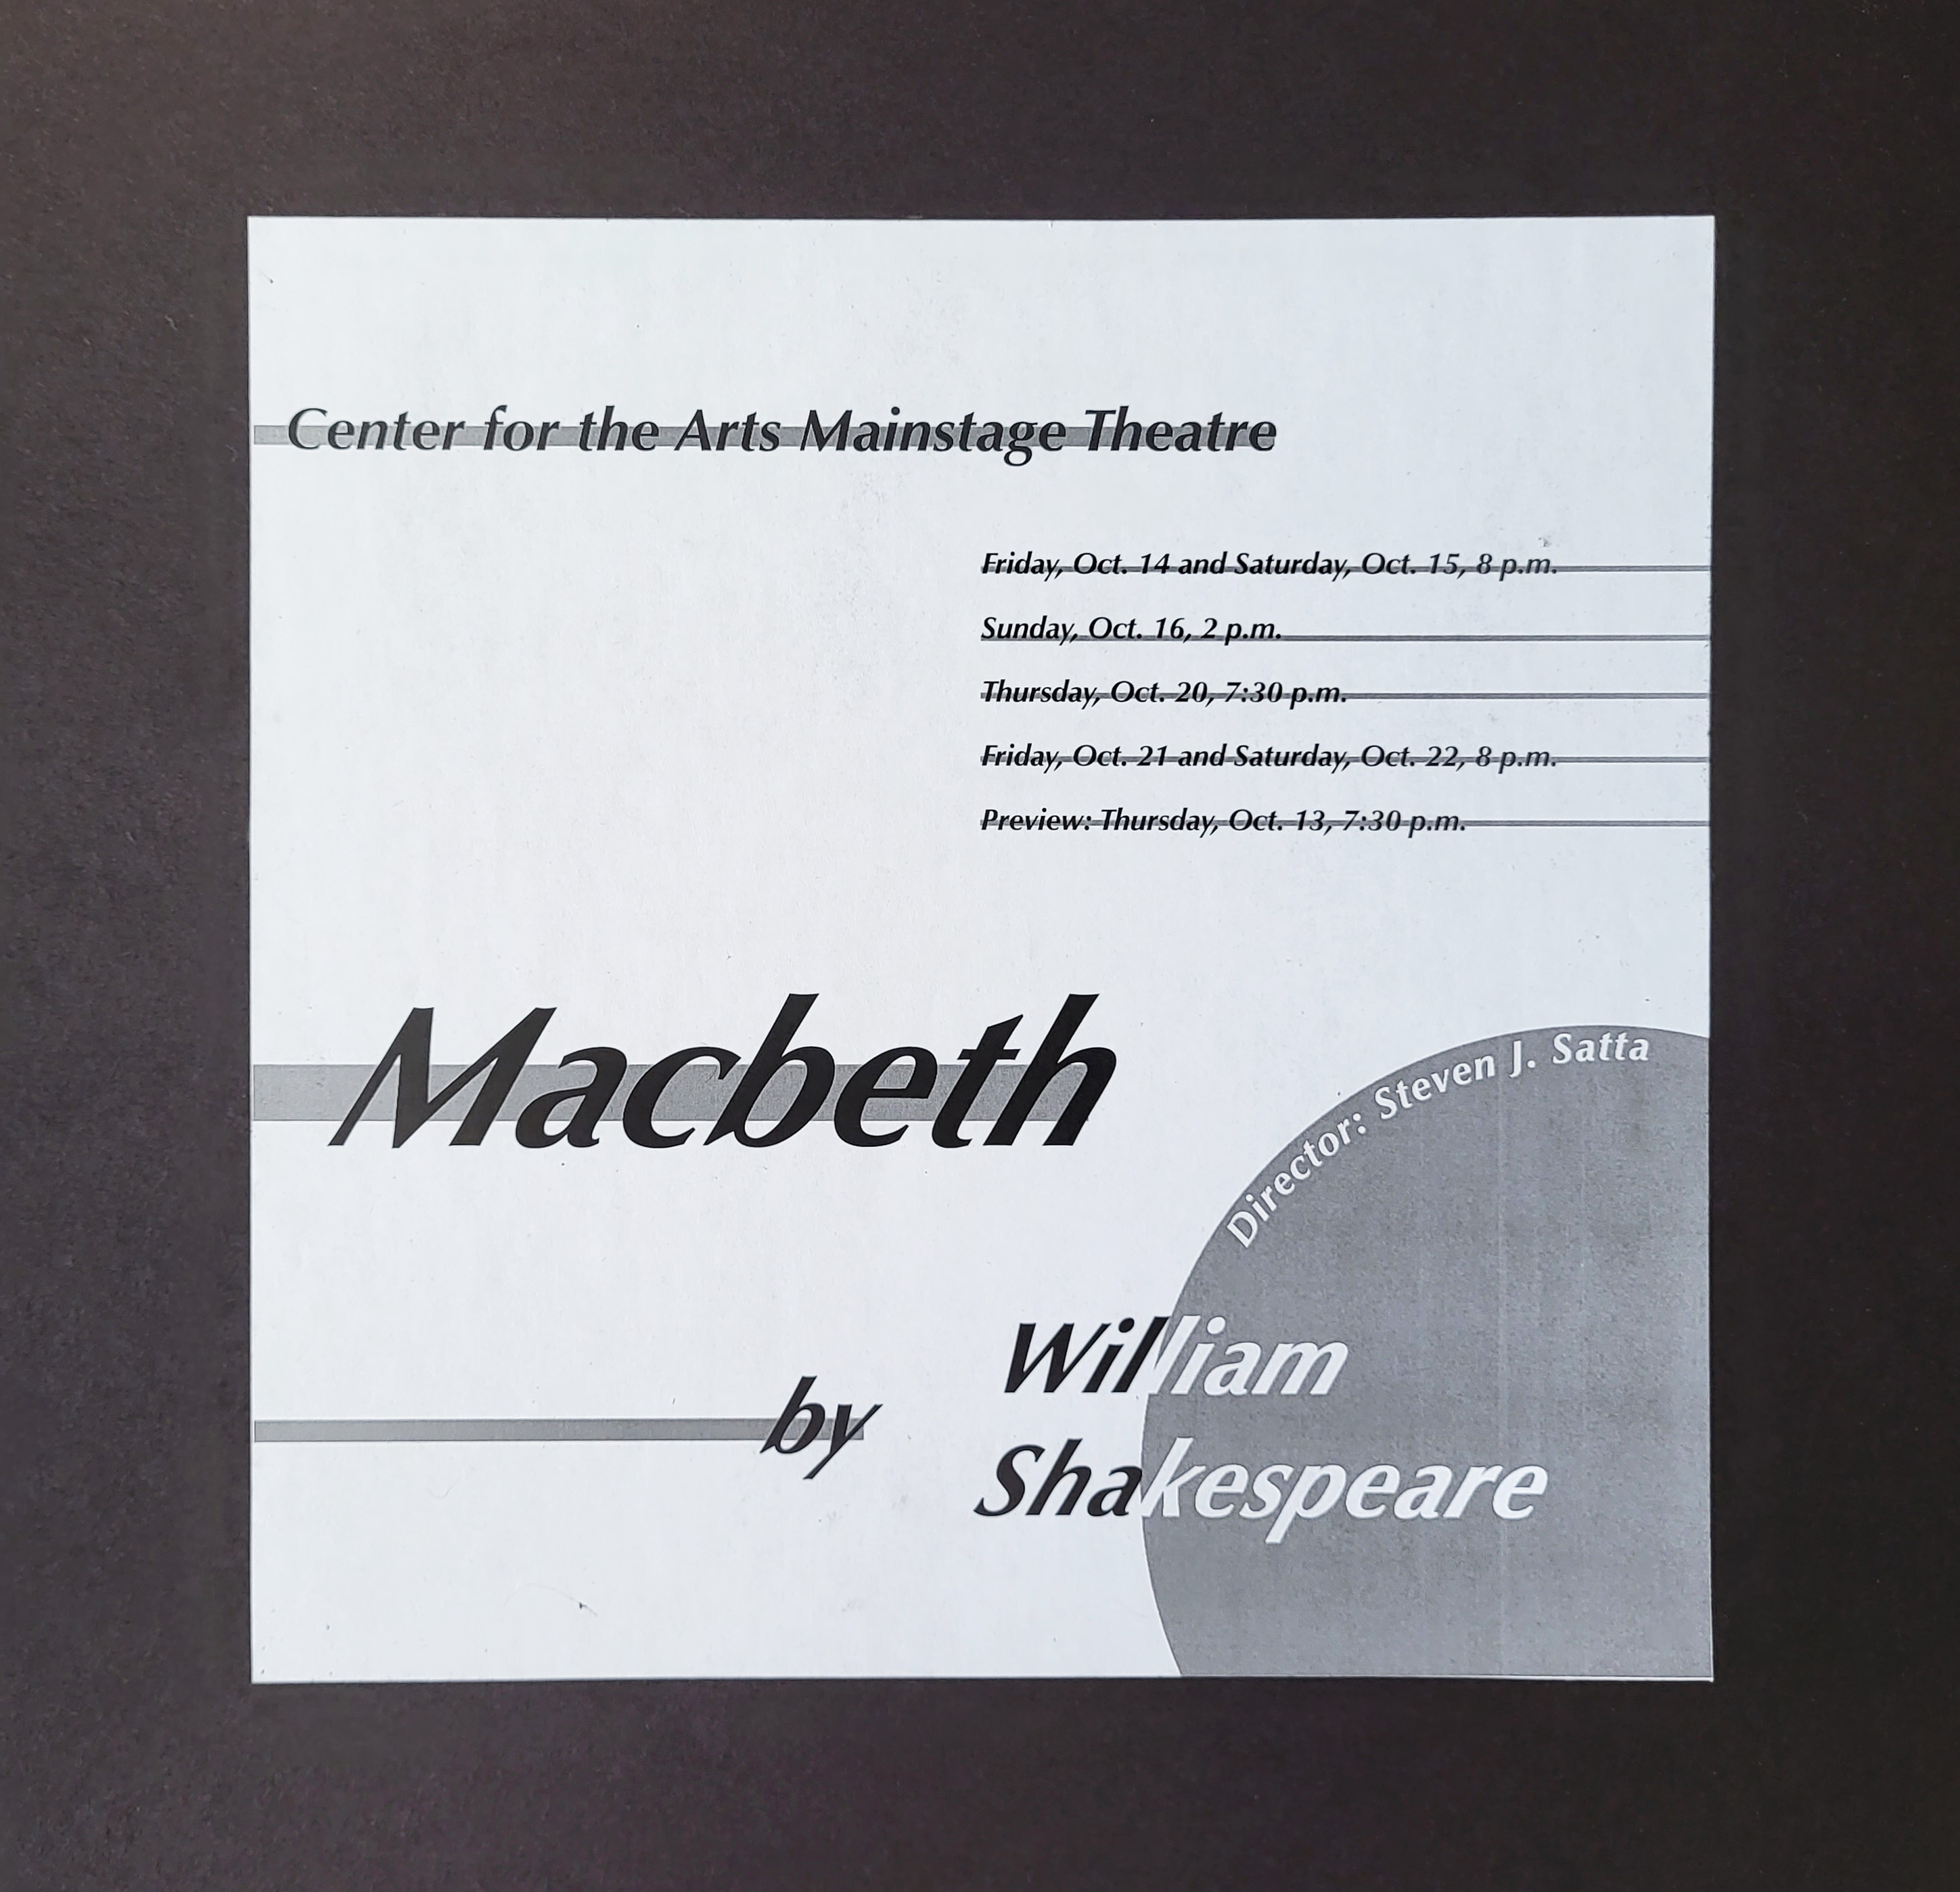 Center for the Arts Mainstage Theatre
Friday, Oct. 14 and Saturday, Oct. 15, 8 p.m.
Sunday, Oct. 16, 2 p.m.
Thursday, Oct. 20, 7:30 p.m.
Friday, Oct. 21 and Saturday, Oct. 22, 8 p.m.
Preview: Thursday, Oct. 13, 7:30 p.m.
Macbeth
Director: Steven J. Satta
by
William
Shakespeare